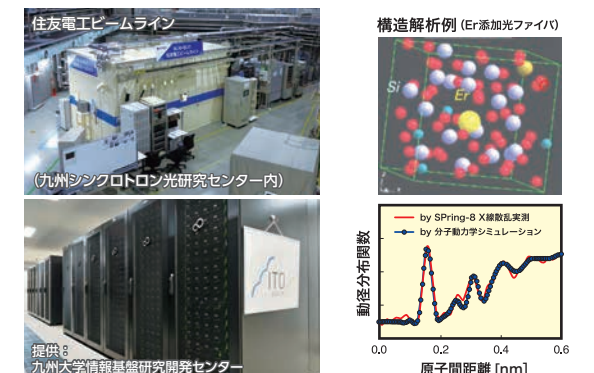 住友電工ビームライン
(九州シンクロトロン光研究センター内)
構造解析例(Er添加光ファイバ)
Si
Er
ITO
提供:
九州大学情報基盤研究開発センター
by SPring-8 X線散乱実測
by 分子動力学シミュレーション
動径分布関数
0.0 0.2 0.4 0.6
原子間距離[nm]